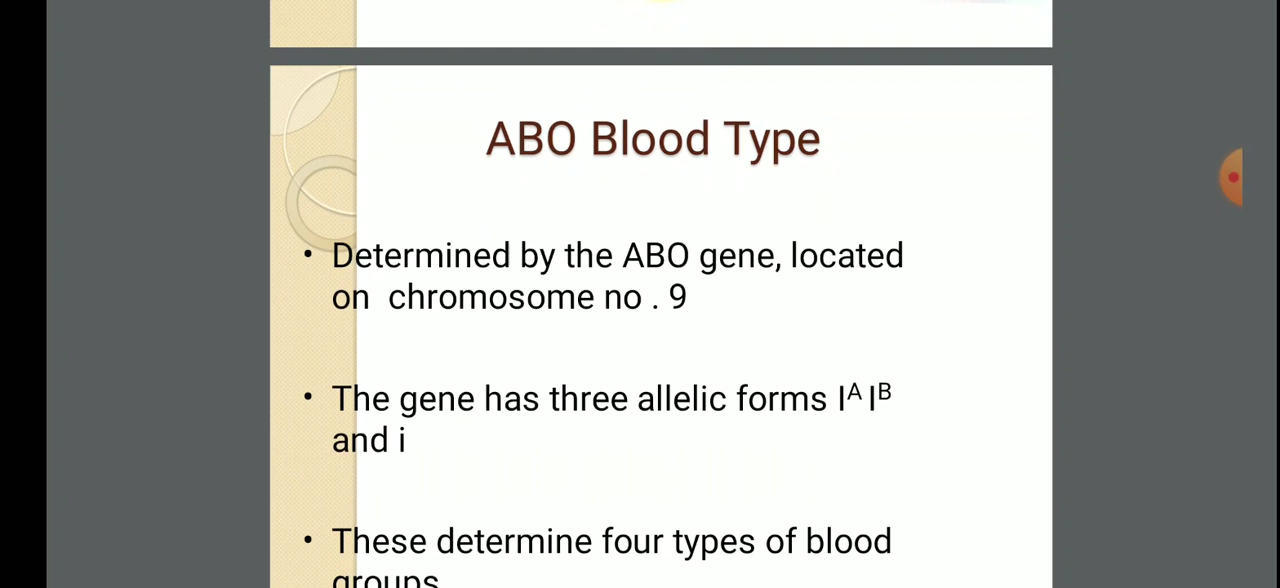 ABO Blood Type
• Determined by the ABO gene, located
on chromosome no . 9
• The gene has three allelic forms Iᴬ Iᴮ
and i
• These determine four types of blood
groups